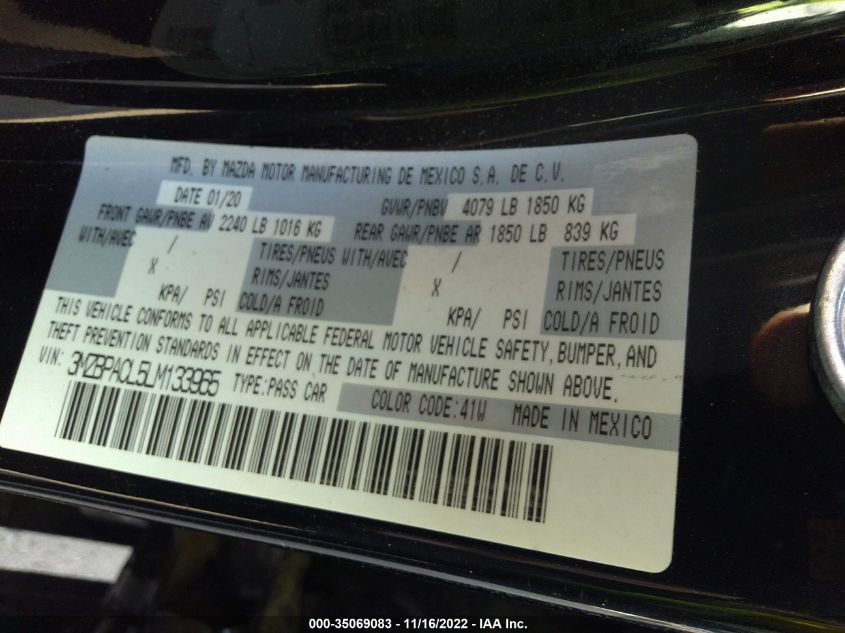 MFD. BY MAZDA MOTOR MANUFACTURING DE MEXICO S.A. DE C.V.
DATE 01/20 GVWR/PNBV 4079 LB 1850 KG
FRONT GAWR/PNBE AV 2240 LB 1016 KG REAR GAWR/PNBE AR 1850 LB 839 KG
WITH/AVEC / TIRES/PNEUS WITH/AVEC / TIRES/PNEUS
X RIMS/JANTES X RIMS/JANTES
KPA/ PSI COLD/A FROID KPA/ PSI COLD/A FROID
THIS VEHICLE CONFORMS TO ALL APPLICABLE FEDERAL MOTOR VEHICLE SAFETY, BUMPER, AND
THEFT PREVENTION STANDARDS IN EFFECT ON THE DATE OF MANUFACTURE SHOWN ABOVE.
VIN: 3MZBPACL5LM133965 TYPE:PASS CAR COLOR CODE:41W MADE IN MEXICO
000-35069083 - 11/16/2022 - IAA Inc.